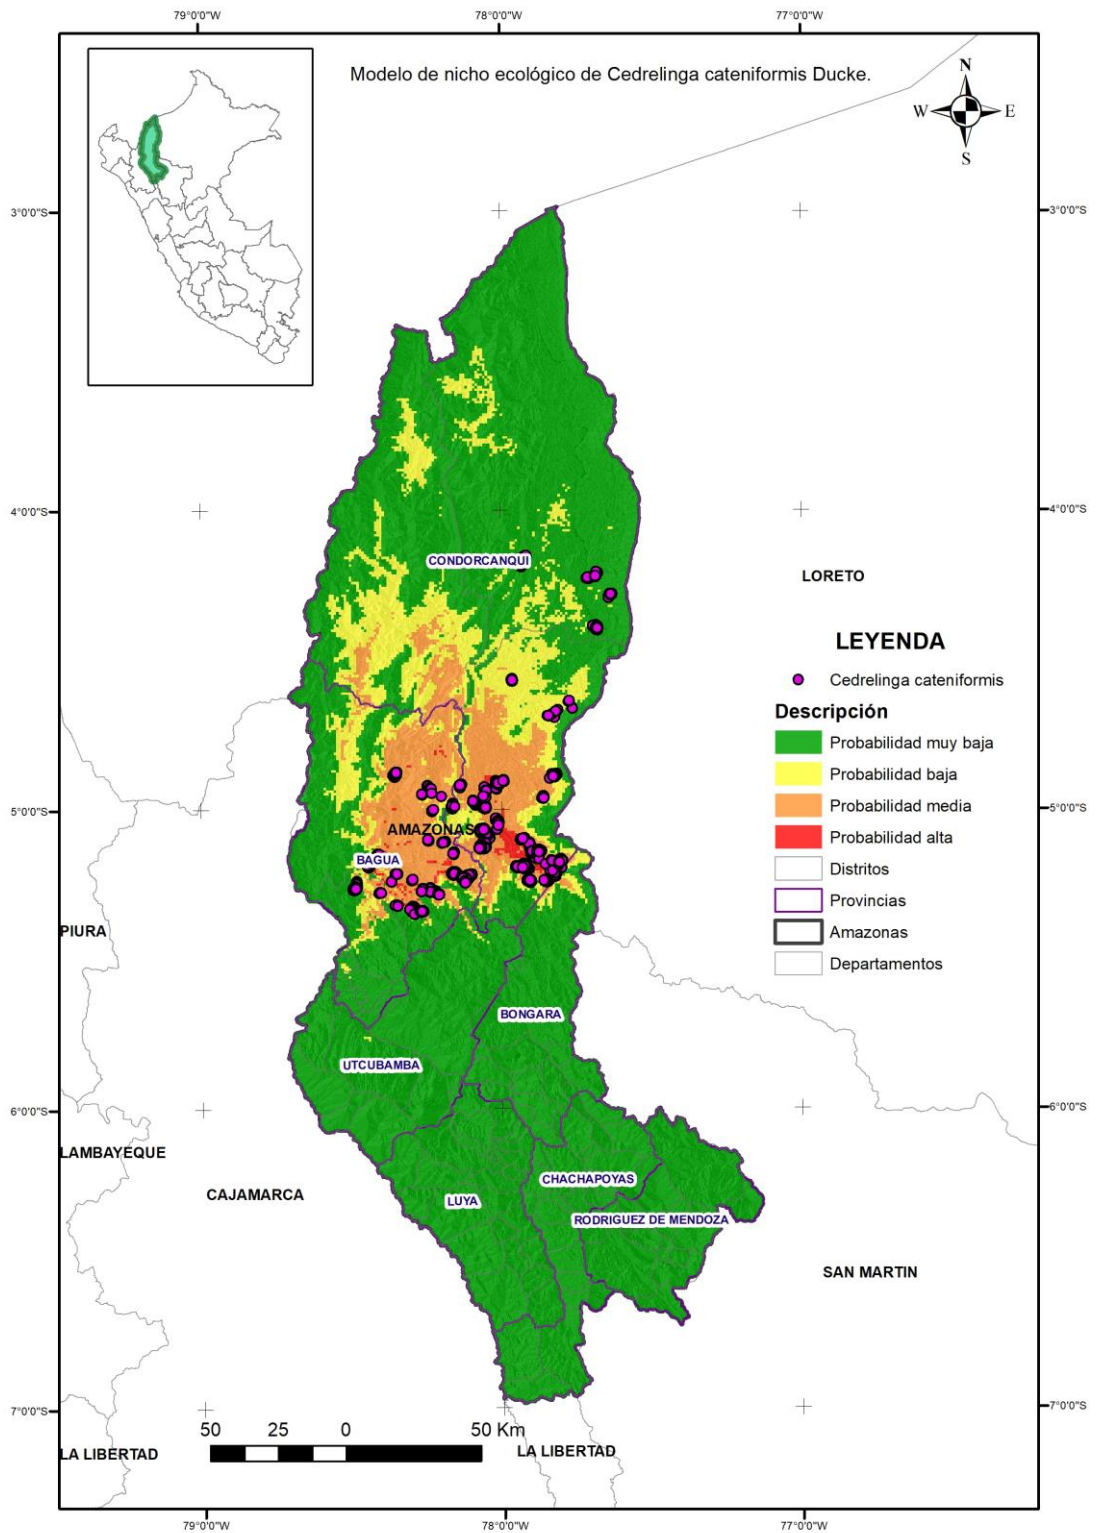 79°0'0"W
78°0'0"W
77°0'0"W
Modelo de nicho ecológico de Cedrelinga cateniformis Ducke.
N
W
E
S
3°0'0"S
3°0'0"S
4°0'0"S
4°0'0"S
CONDORCANQUI
LORETO
LEYENDA
Cedrelinga cateniformis
Descripción
Probabilidad muy baja
Probabilidad baja
Probabilidad media
Probabilidad alta
Distritos
Provincias
Amazonas
Departamentos
5°0'0"S
5°0'0"S
AMAZONAS
BAGUA
PIURA
BONGARA
UTCUBAMBA
6°0'0"S
6°0'0"S
LAMBAYEQUE
CAJAMARCA
CHACHAPOYAS
LUYA
RODRIGUEZ DE MENDOZA
SAN MARTIN
7°0'0"S
7°0'0"S
50 25 0 50 Km
LA LIBERTAD
LA LIBERTAD
79°0'0"W
78°0'0"W
77°0'0"W